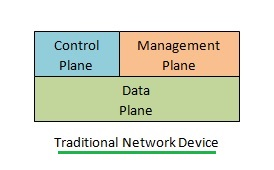 Control
Plane
Management
Plane
Data
Plane
Traditional Network Device